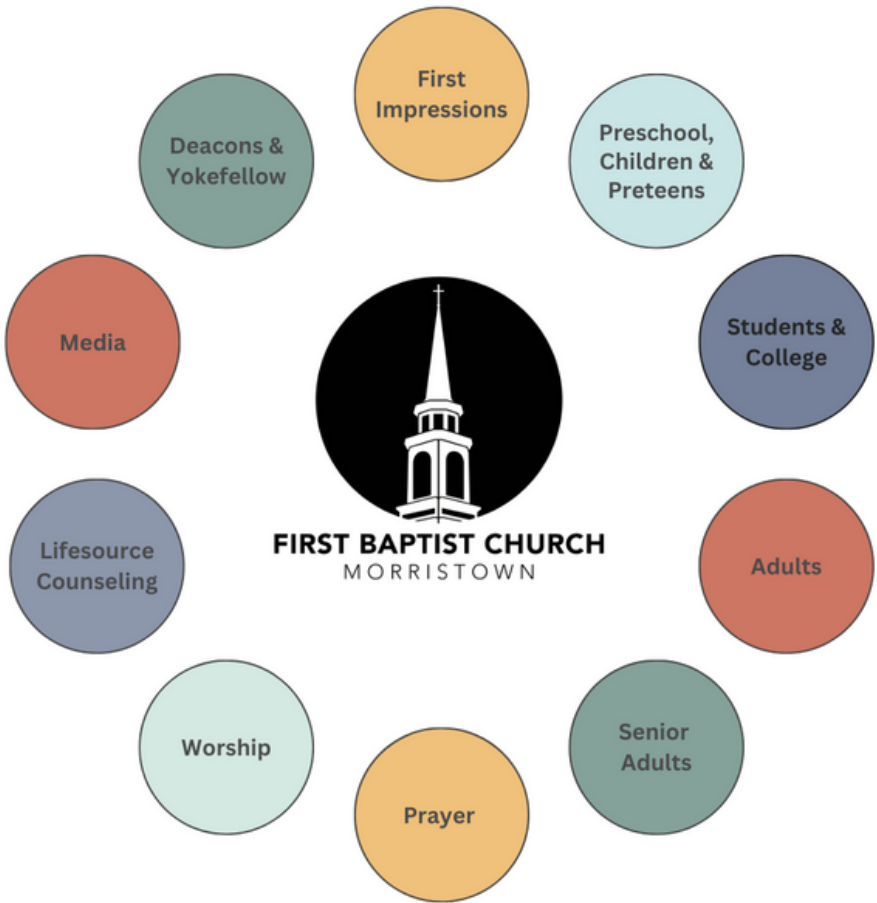 First
Impressions
Preschool,
Children &
Preteens
Students &
College
Adults
Senior
Adults
Prayer
Worship
Lifesource
Counseling
Media
Deacons &
Yokefellow
FIRST BAPTIST CHURCH
MORRISTOWN